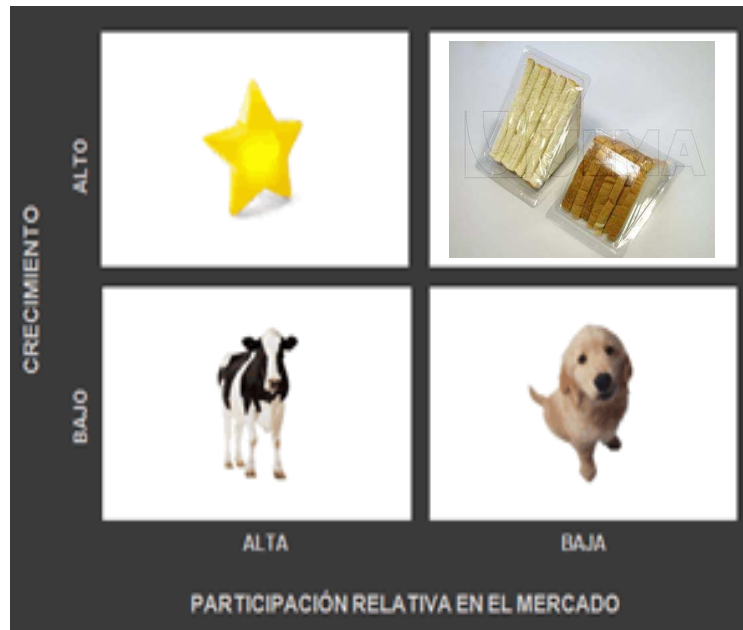 ALTO
CRECIMIENTO
BAJO
ALTA
BAJA
PARTICIPACIÓN RELATIVA EN EL MERCADO